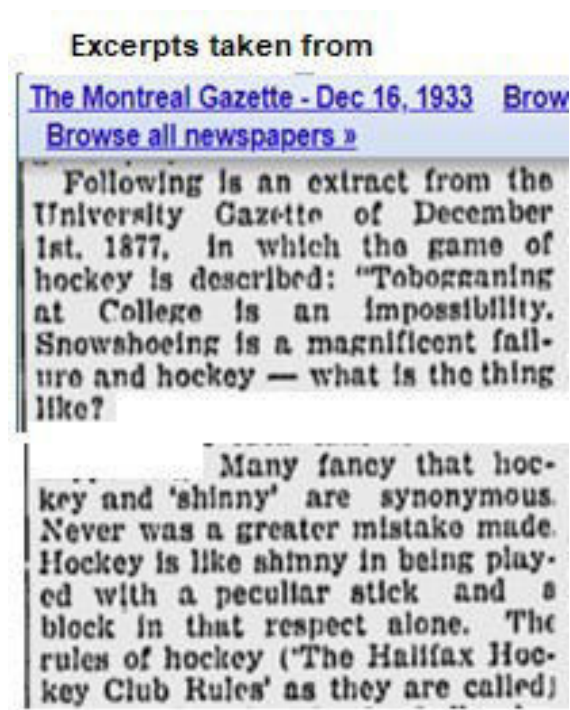 Excerpts taken from
The Montreal Gazette - Dec 16, 1933 Brow
Browse all newspapers »
Following is an extract from the
University Gazette of December
1st, 1877, in which the game of
hockey is described: "Tobogganing
at College is an impossibility.
Snowshoeing is a magnificent fail-
ure and hockey — what is the thing
like?
Many fancy that hoc-
key and 'shinny' are synonymous.
Never was a greater mistake made.
Hockey is like shinny in being play-
ed with a peculiar stick and a
block in that respect alone. The
rules of hockey ('The Halifax Hoc-
key Club Rules' as they are called)